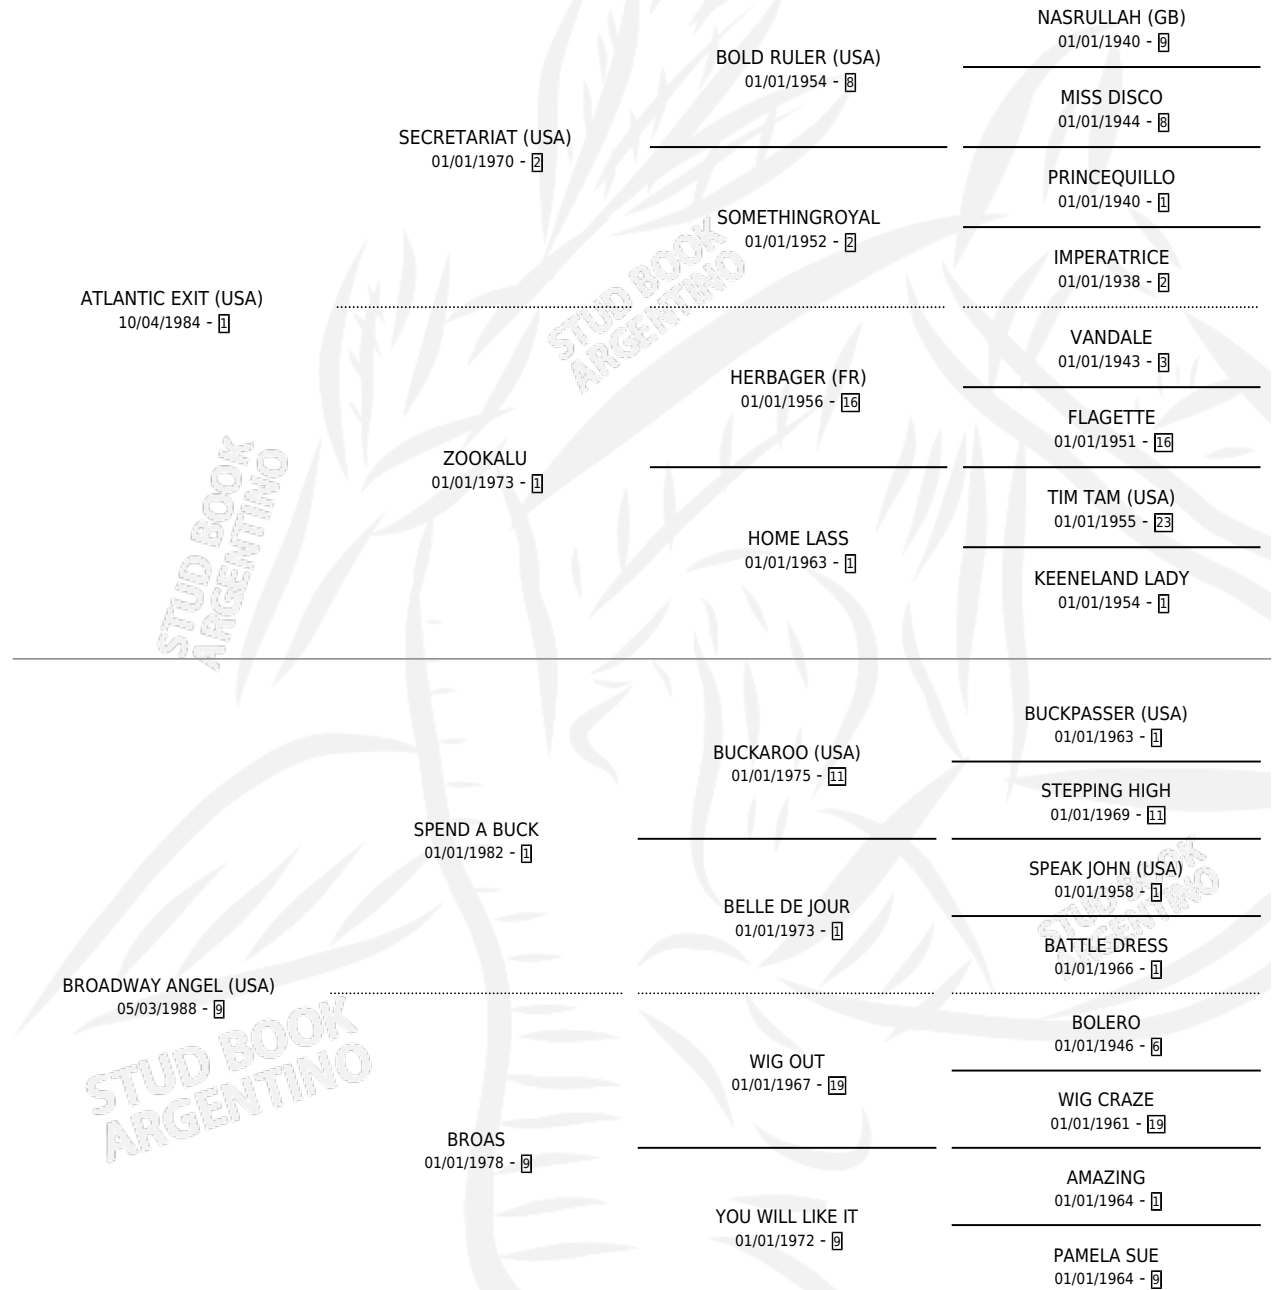 NASRULLAH (GB)
01/01/1940 - 9
BOLD RULER (USA)
01/01/1954 - 8
MISS DISCO
01/01/1944 - 8
SECRETARIAT (USA)
01/01/1970 - 2
PRINCEQUILLO
01/01/1940 - 1
SOMETHINGROYAL
01/01/1952 - 2
IMPERATRICE
01/01/1938 - 2
ATLANTIC EXIT (USA)
10/04/1984 - 1
VANDALE
01/01/1943 - 3
HERBAGER (FR)
01/01/1956 - 16
FLAGETTE
01/01/1951 - 16
ZOOKALU
01/01/1973 - 1
TIM TAM (USA)
01/01/1955 - 23
HOME LASS
01/01/1963 - 1
KEENELAND LADY
01/01/1954 - 1
BUCKPASSER (USA)
01/01/1963 - 1
BUCKAROO (USA)
01/01/1975 - 11
STEPPING HIGH
01/01/1969 - 11
SPEND A BUCK
01/01/1982 - 1
SPEAK JOHN (USA)
01/01/1958 - 1
BELLE DE JOUR
01/01/1973 - 1
BATTLE DRESS
01/01/1966 - 1
BROADWAY ANGEL (USA)
05/03/1988 - 9
BOLERO
01/01/1946 - 6
WIG OUT
01/01/1967 - 19
WIG CRAZE
01/01/1961 - 19
BROAS
01/01/1978 - 9
AMAZING
01/01/1964 - 1
YOU WILL LIKE IT
01/01/1972 - 9
PAMELA SUE
01/01/1964 - 9
STUD BOOK
ARGENTINO
STUD BOOK
ARGENTINO
STUD BOOK
ARGENTINO
STUD BOOK
ARGENTINO